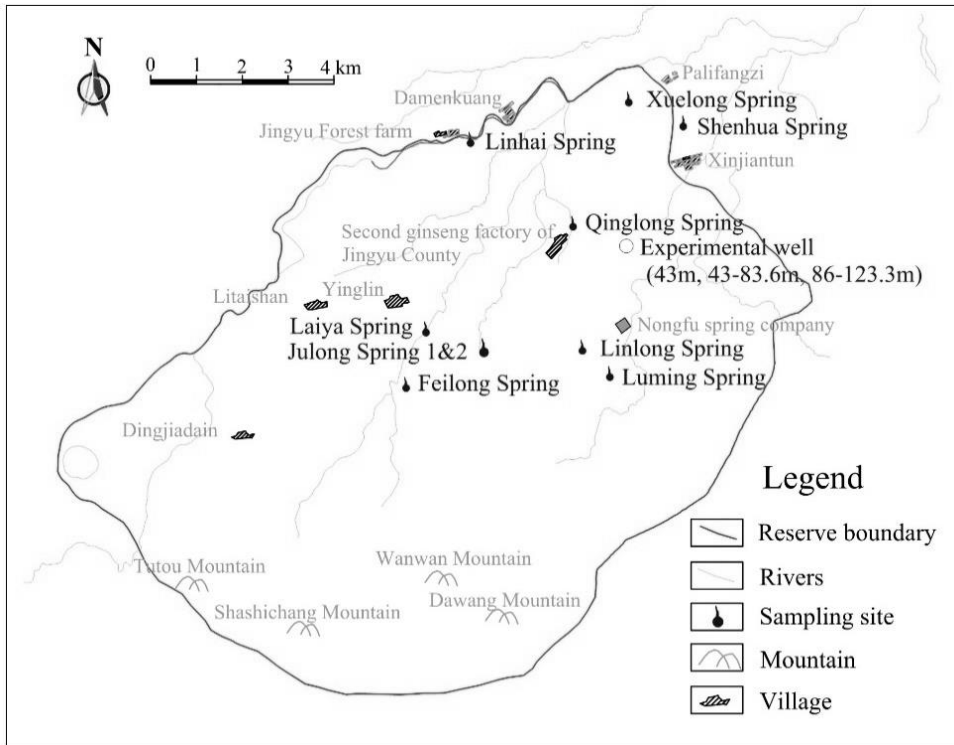 N
0 1 2 3 4 km
Palifangzi
Damenkuang
Xuelong Spring
Jingyu Forest farm
Shenhua Spring
Linhai Spring
Xinjiantun
Qinglong Spring
Second ginseng factory of
Jingyu County
Experimental well
(43m, 43-83.6m, 86-123.3m)
Litaishan
Yinglin
Laiya Spring
Nongfu spring company
Julong Spring 1&2
Linlong Spring
Feilong Spring
Luming Spring
Dingjiadain
Legend
Reserve boundary
Rivers
Sampling site
Mountain
Village
Wanwan Mountain
Tutou Mountain
Dawang Mountain
Shashichang Mountain